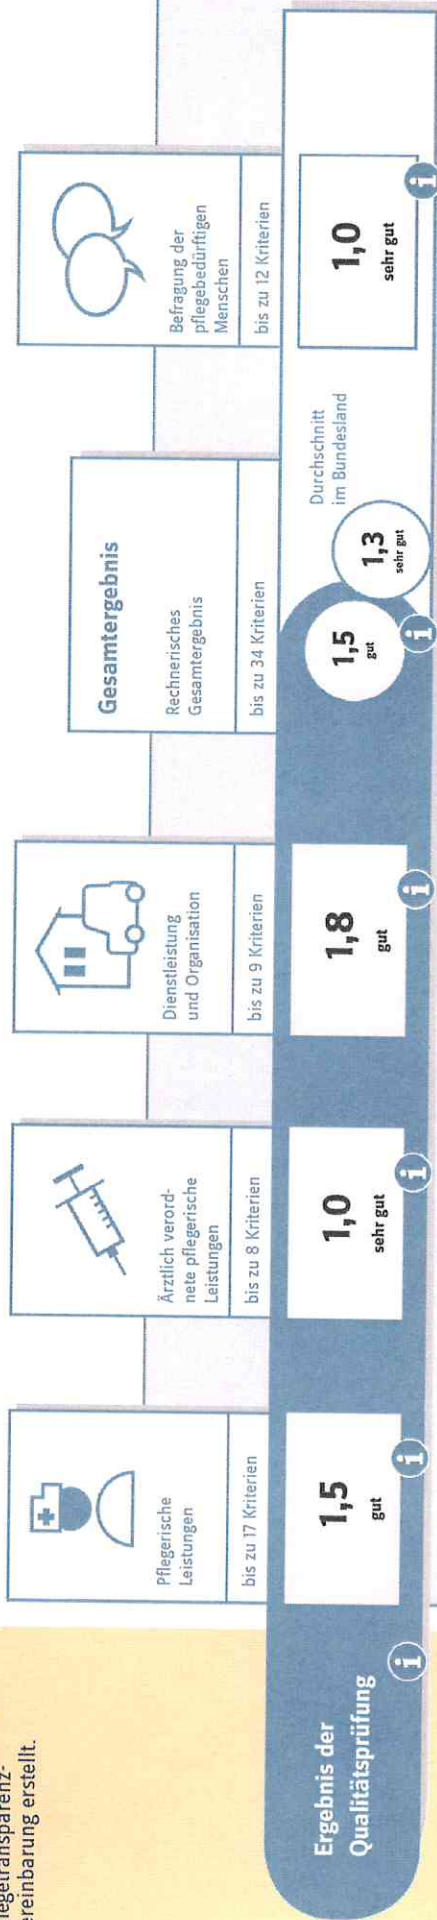 ereinbarung erstellt.
Pflegerische
Leistungen
bis zu 17 Kriterien
Ärztlich verord-
nete pflegerische
Leistungen
bis zu 8 Kriterien
Dienstleistung
und Organisation
bis zu 9 Kriterien
Gesamtergebnis
Rechnerisches
Gesamtergebnis
bis zu 34 Kriterien
Befragung der
pflegebedürftigen
Menschen
bis zu 12 Kriterien
Ergebnis der
Qualitätsprüfung
i
1,5
gut
i
1,0
sehr gut
i
1,8
gut
i
1,5
gut
i
Durchschnitt
im Bundesland
1,3
sehr gut
1,0
sehr gut
i